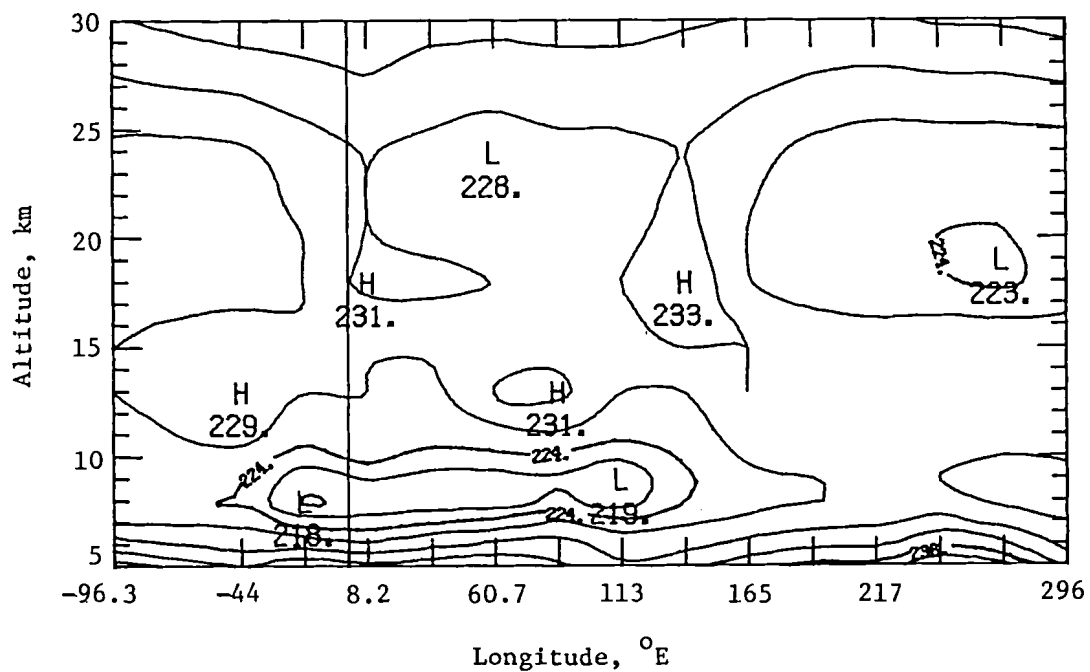 30
25
L
228.
20
224.
L
223.
H
231.
H
233.
15
H
229.
H
231.
10
224.
224.
L
219.
224.
L
218.
5
236.
-96.3
-44
8.2
60.7
113
165
217
296
Altitude, km
Longitude, °E